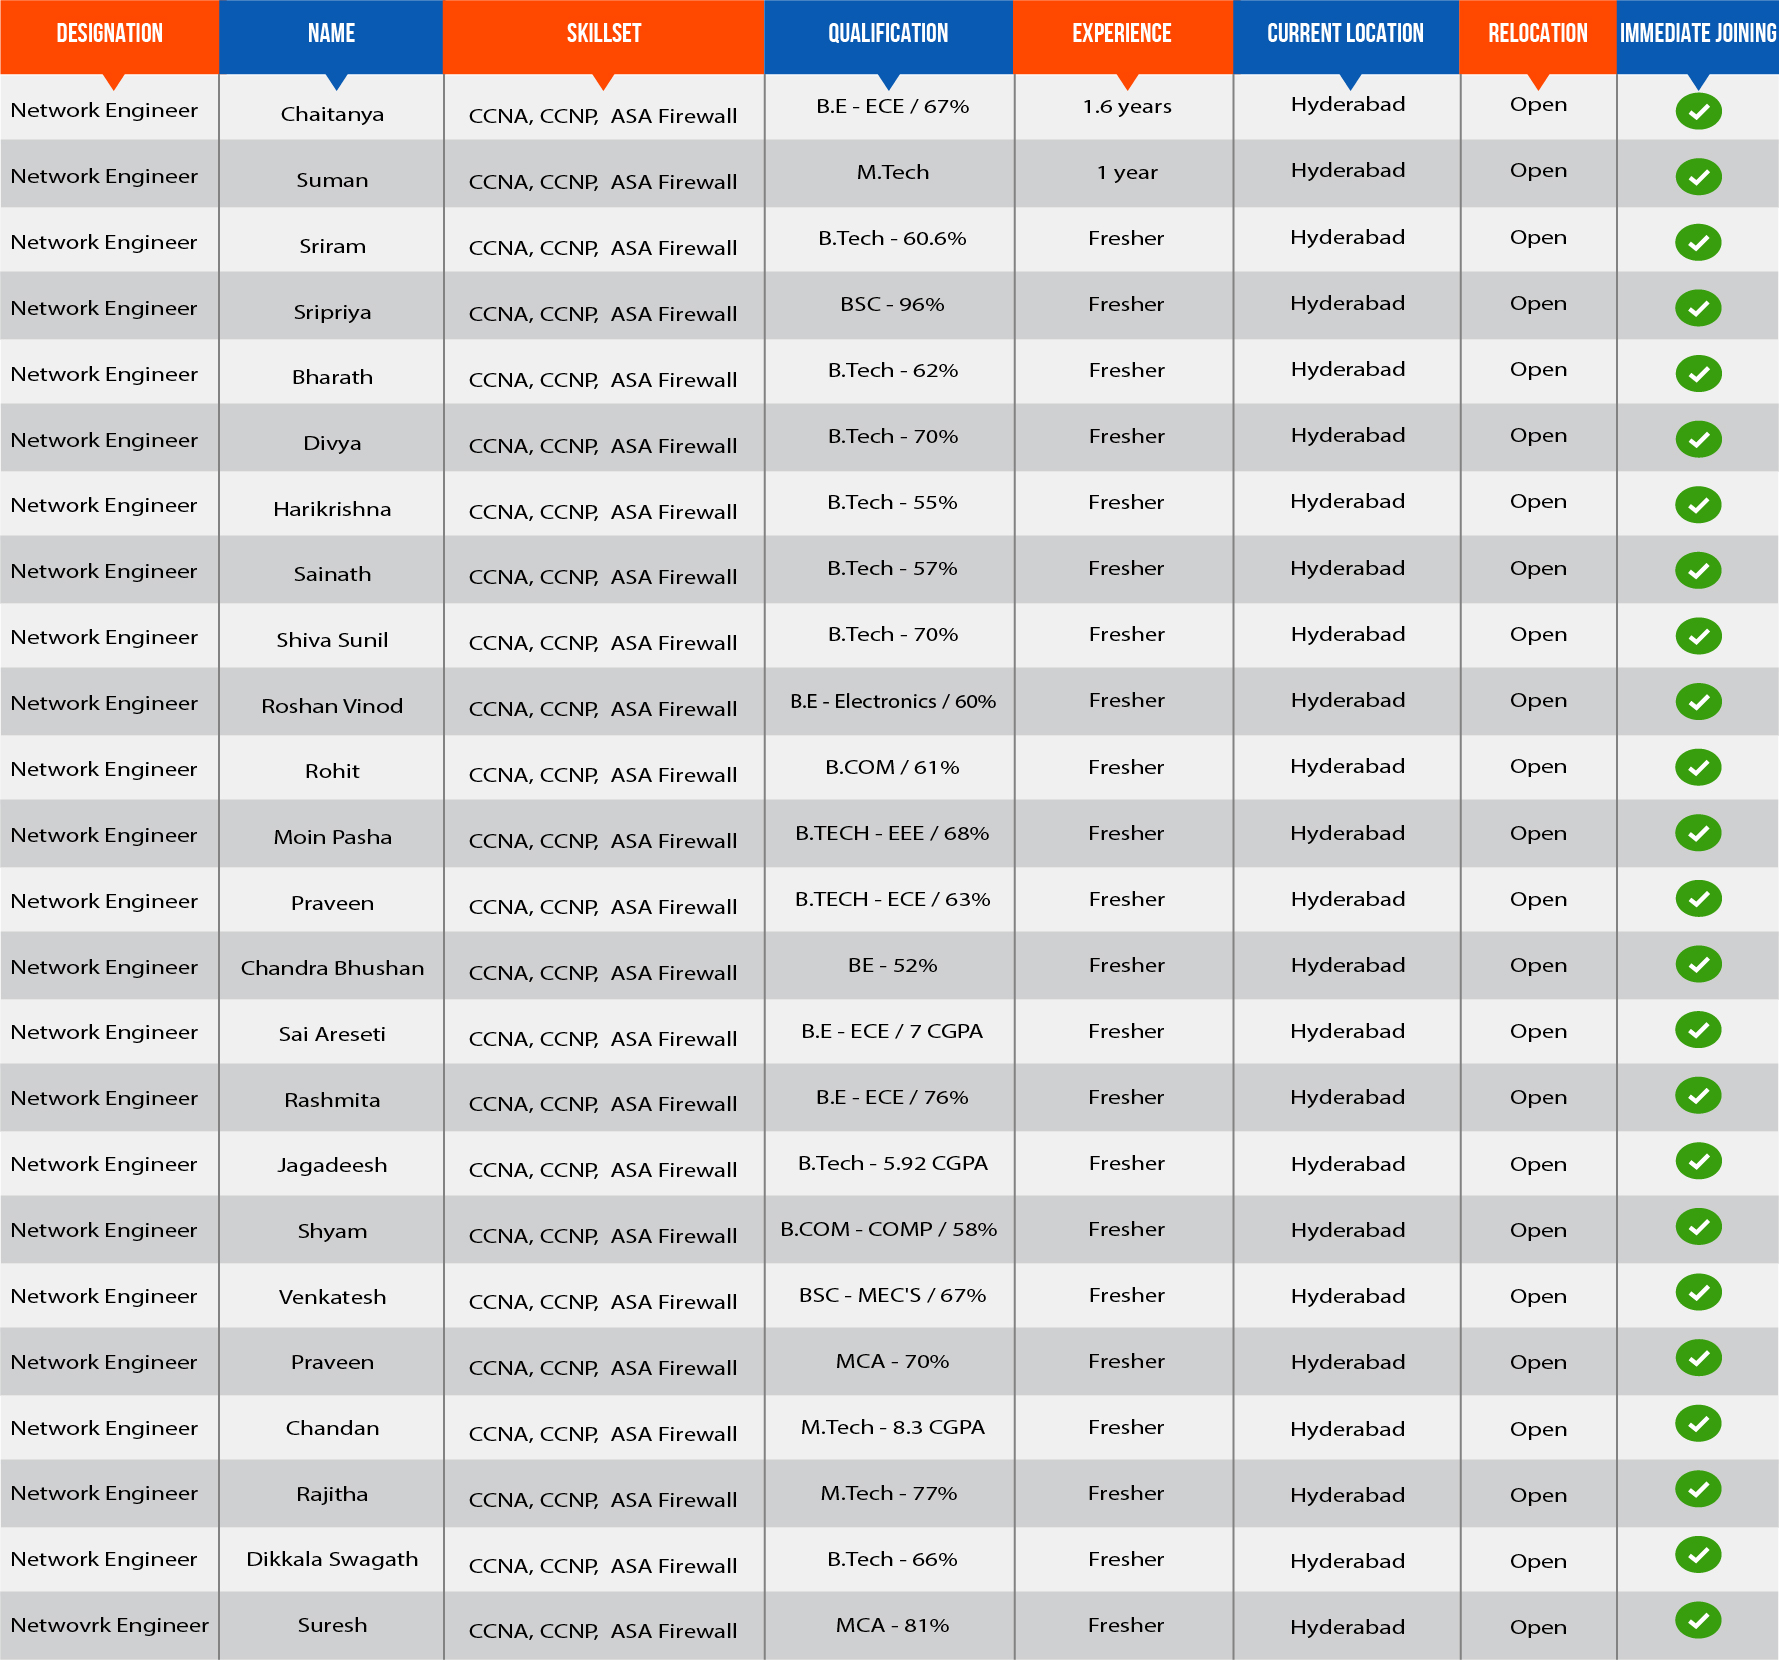 DESIGNATION NAME SKILLSET QUALIFICATION EXPERIENCE CURRENT LOCATION RELOCATION IMMEDIATE JOINING
Network Engineer Chaitanya CCNA, CCNP, ASA Firewall B.E - ECE / 67% 1.6 years Hyderabad Open
Network Engineer Suman CCNA, CCNP, ASA Firewall M.Tech 1 year Hyderabad Open
Network Engineer Sriram CCNA, CCNP, ASA Firewall B.Tech - 60.6% Fresher Hyderabad Open
Network Engineer Sripriya CCNA, CCNP, ASA Firewall BSC - 96% Fresher Hyderabad Open
Network Engineer Bharath CCNA, CCNP, ASA Firewall B.Tech - 62% Fresher Hyderabad Open
Network Engineer Divya CCNA, CCNP, ASA Firewall B.Tech - 70% Fresher Hyderabad Open
Network Engineer Harikrishna CCNA, CCNP, ASA Firewall B.Tech - 55% Fresher Hyderabad Open
Network Engineer Sainath CCNA, CCNP, ASA Firewall B.Tech - 57% Fresher Hyderabad Open
Network Engineer Shiva Sunil CCNA, CCNP, ASA Firewall B.Tech - 70% Fresher Hyderabad Open
Network Engineer Roshan Vinod CCNA, CCNP, ASA Firewall B.E - Electronics / 60% Fresher Hyderabad Open
Network Engineer Rohit CCNA, CCNP, ASA Firewall B.COM / 61% Fresher Hyderabad Open
Network Engineer Moin Pasha CCNA, CCNP, ASA Firewall B.TECH - EEE / 68% Fresher Hyderabad Open
Network Engineer Praveen CCNA, CCNP, ASA Firewall B.TECH - ECE / 63% Fresher Hyderabad Open
Network Engineer Chandra Bhushan CCNA, CCNP, ASA Firewall BE - 52% Fresher Hyderabad Open
Network Engineer Sai Areseti CCNA, CCNP, ASA Firewall B.E - ECE / 7 CGPA Fresher Hyderabad Open
Network Engineer Rashmita CCNA, CCNP, ASA Firewall B.E - ECE / 76% Fresher Hyderabad Open
Network Engineer Jagadeesh CCNA, CCNP, ASA Firewall B.Tech - 5.92 CGPA Fresher Hyderabad Open
Network Engineer Shyam CCNA, CCNP, ASA Firewall B.COM - COMP / 58% Fresher Hyderabad Open
Network Engineer Venkatesh CCNA, CCNP, ASA Firewall BSC - MEC'S / 67% Fresher Hyderabad Open
Network Engineer Praveen CCNA, CCNP, ASA Firewall MCA - 70% Fresher Hyderabad Open
Network Engineer Chandan CCNA, CCNP, ASA Firewall M.Tech - 8.3 CGPA Fresher Hyderabad Open
Network Engineer Rajitha CCNA, CCNP, ASA Firewall M.Tech - 77% Fresher Hyderabad Open
Network Engineer Dikkala Swagath CCNA, CCNP, ASA Firewall B.Tech - 66% Fresher Hyderabad Open
Netwovrk Engineer Suresh CCNA, CCNP, ASA Firewall MCA - 81% Fresher Hyderabad Open